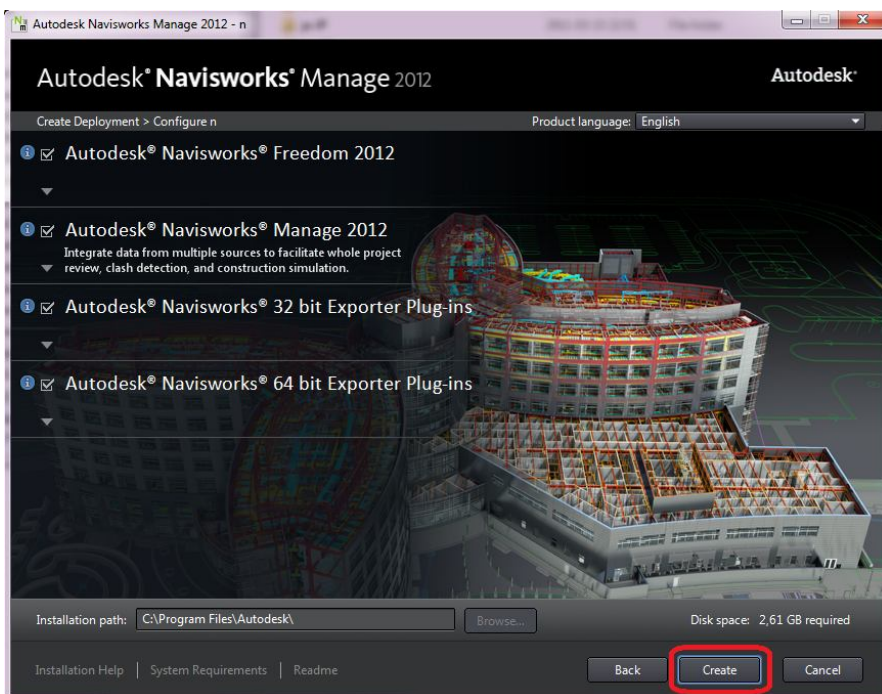 Autodesk Navisworks Manage 2012 - n
Autodesk® Navisworks® Manage 2012
Autodesk®
Create Deployment > Configure n
Product language: English
Autodesk® Navisworks® Freedom 2012
Autodesk® Navisworks® Manage 2012
Integrate data from multiple sources to facilitate whole project
review, clash detection, and construction simulation.
Autodesk® Navisworks® 32 bit Exporter Plug-ins
Autodesk® Navisworks® 64 bit Exporter Plug-ins
Installation path: C:\Program Files\Autodesk\ Browse... Disk space: 2,61 GB required
Installation Help | System Requirements | Readme Back Create Cancel